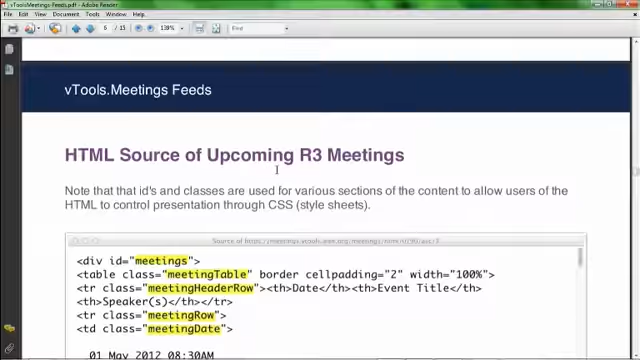 vToolsMeetings-Feeds.pdf - Adobe Reader
File Edit View Document Tools Window Help
6 / 15 130% Find
vTools.Meetings Feeds
HTML Source of Upcoming R3 Meetings
Note that that id's and classes are used for various sections of the content to allow users of the
HTML to control presentation through CSS (style sheets).
<div id="meetings">
<table class="meetingTable" border cellpadding="2" width="100%">
<tr class="meetingHeaderRow"><th>Date</th><th>Event Title</th>
<th>Speaker(s)</th></tr>
<tr class="meetingRow">
<td class="meetingDate">
01 May 2012 08:30AM